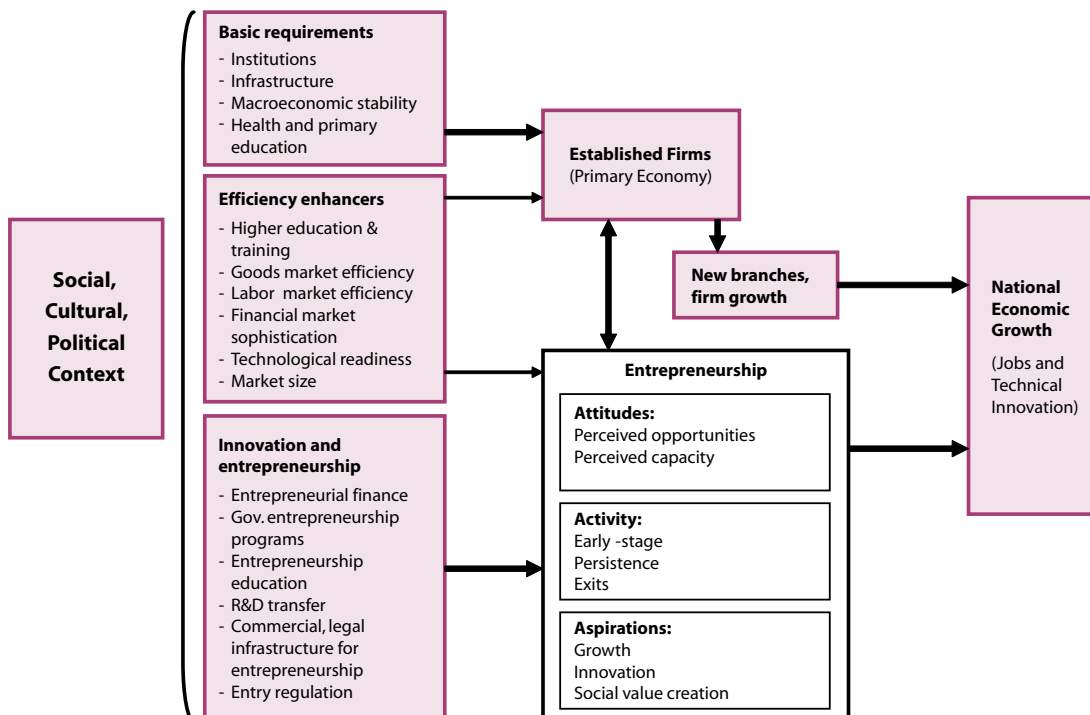 Social,
Cultural,
Political
Context
Basic requirements
- Institutions
- Infrastructure
- Macroeconomic stability
- Health and primary
education
Efficiency enhancers
- Higher education &
training
- Goods market efficiency
- Labor market efficiency
- Financial market
sophistication
- Technological readiness
- Market size
Innovation and
entrepreneurship
- Entrepreneurial finance
- Gov. entrepreneurship
programs
- Entrepreneurship
education
- R&D transfer
- Commercial, legal
infrastructure for
entrepreneurship
- Entry regulation
Established Firms
(Primary Economy)
New branches,
firm growth
Entrepreneurship
Attitudes:
Perceived opportunities
Perceived capacity
Activity:
Early -stage
Persistence
Exits
Aspirations:
Growth
Innovation
Social value creation
National
Economic
Growth
(Jobs and
Technical
Innovation)